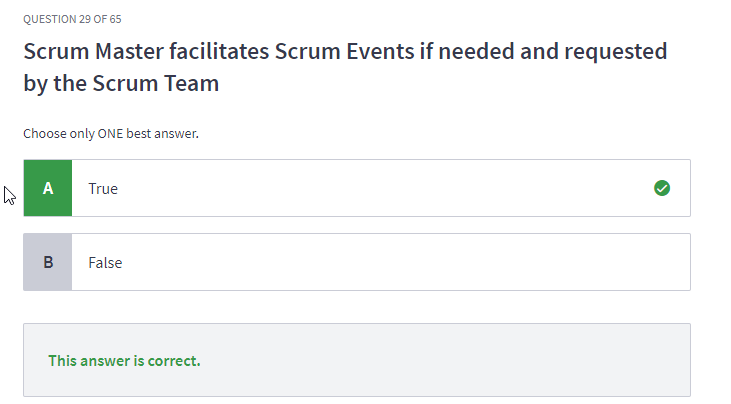 QUESTION 29 OF 65
Scrum Master facilitates Scrum Events if needed and requested
by the Scrum Team
Choose only ONE best answer.
A True
B False
This answer is correct.